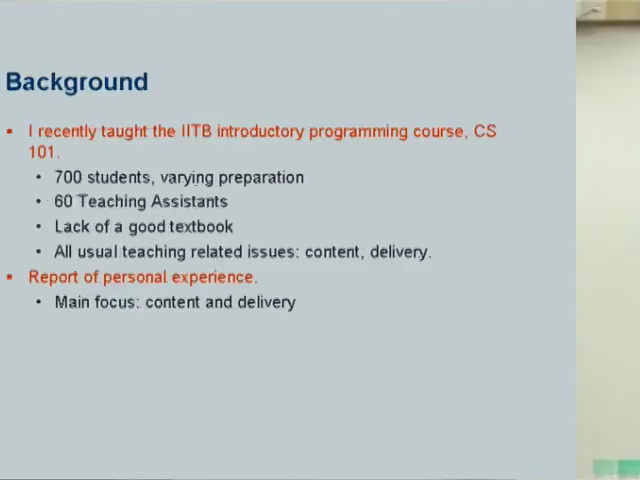 Background
▪ I recently taught the IITB introductory programming course, CS
101.
• 700 students, varying preparation
• 60 Teaching Assistants
• Lack of a good textbook
• All usual teaching related issues: content, delivery.
▪ Report of personal experience.
• Main focus: content and delivery